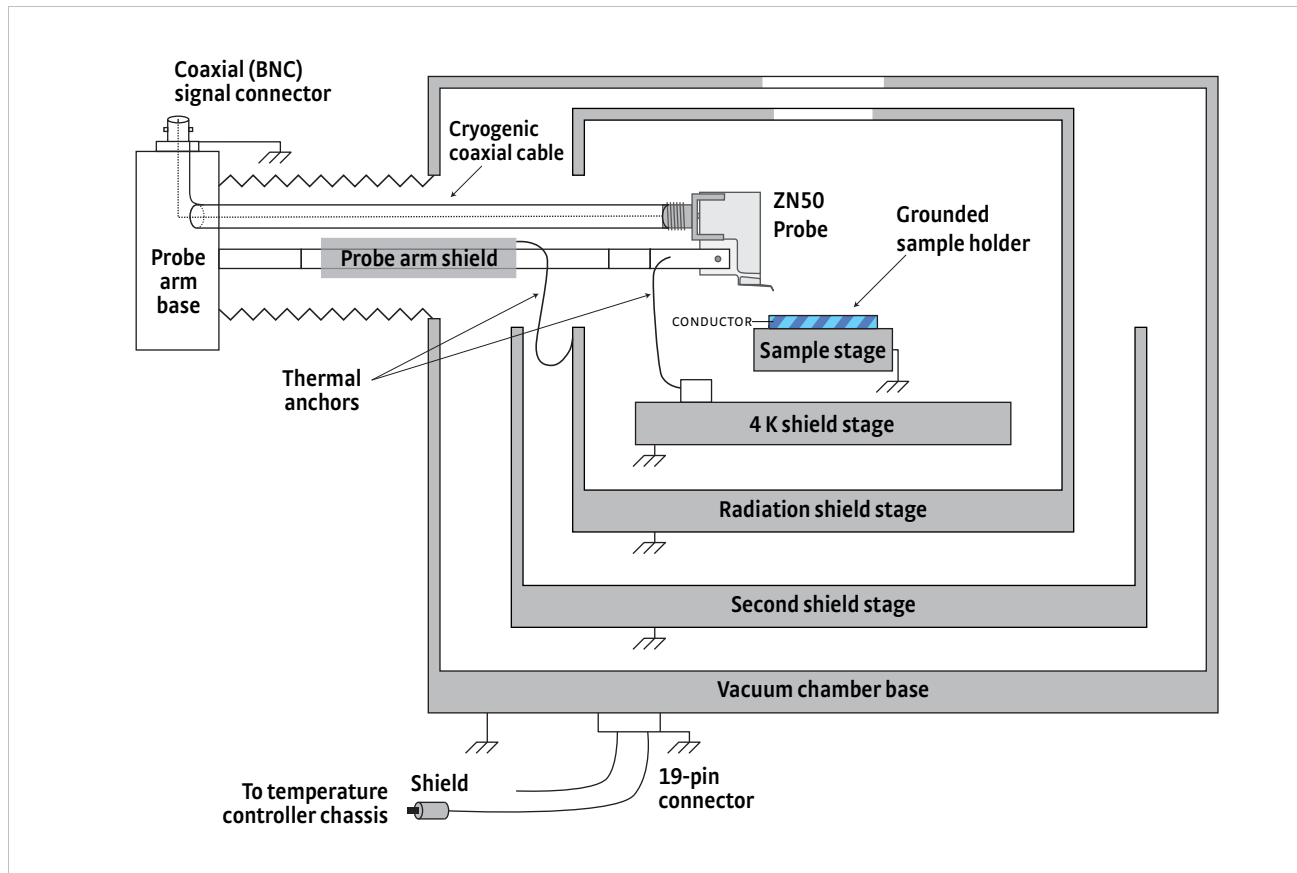 Coaxial (BNC)
signal connector
Cryogenic
coaxial cable
ZN50
Probe
Grounded
sample holder
Probe
arm
base
Probe arm shield
CONDUCTOR
Sample stage
Thermal
anchors
4 K shield stage
Radiation shield stage
Second shield stage
Vacuum chamber base
To temperature
controller chassis
Shield
19-pin
connector